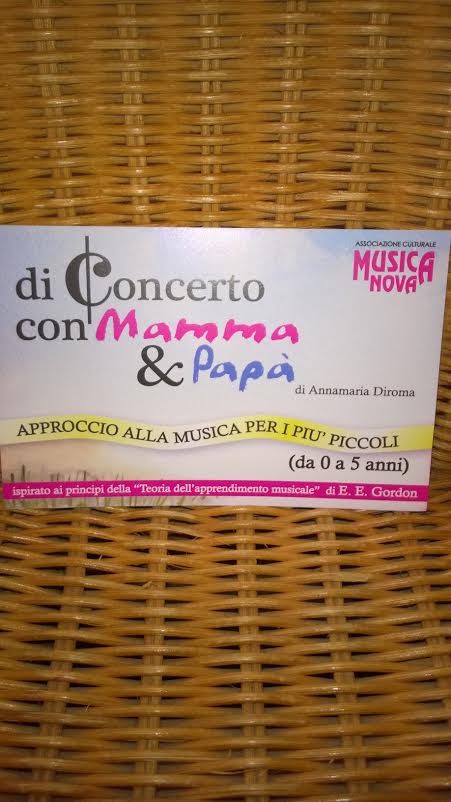 ASSOCIAZIONE CULTURALE
MUSICA
NOVA
di Concerto
con Mamma
& Papà
di Annamaria Diroma
APPROCCIO ALLA MUSICA PER I PIU' PICCOLI
(da 0 a 5 anni)
ispirato ai principi della “Teoria dell'apprendimento musicale” di E. E. Gordon